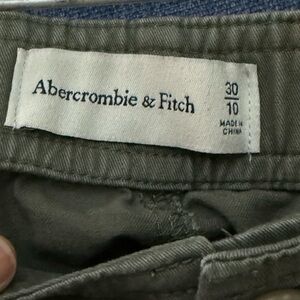 Abercrombie & Fitch
30
10
MADE IN
CHINA